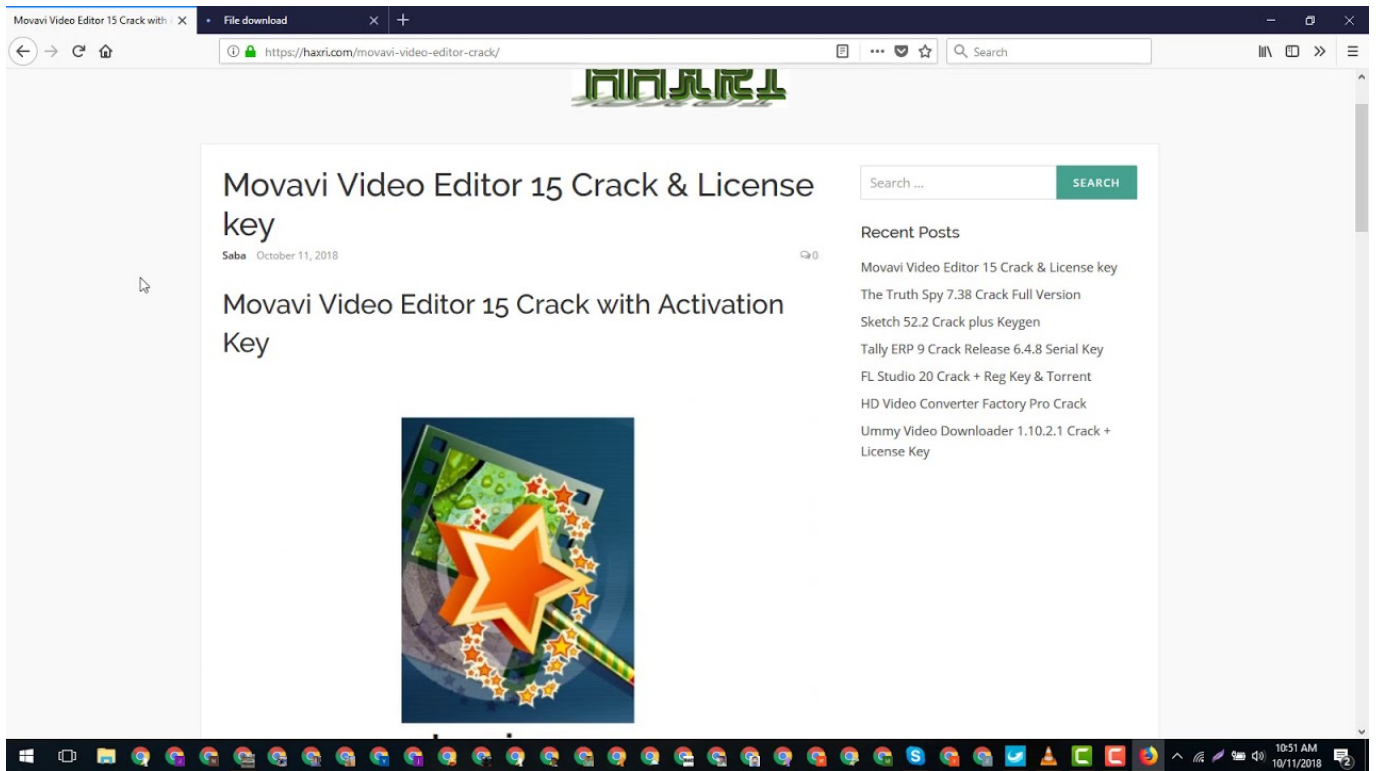 Movavi Video Editor 15 Crack with
File download
https://haxri.com/movavi-video-editor-crack/
Search
HAXRI
Movavi Video Editor 15 Crack & License
key
Saba October 11, 2018
0
Movavi Video Editor 15 Crack with Activation
Key
Search ...
SEARCH
Recent Posts
Movavi Video Editor 15 Crack & License key
The Truth Spy 7.38 Crack Full Version
Sketch 52.2 Crack plus Keygen
Tally ERP 9 Crack Release 6.4.8 Serial Key
FL Studio 20 Crack + Reg Key & Torrent
HD Video Converter Factory Pro Crack
Ummy Video Downloader 1.10.2.1 Crack +
License Key
10:51 AM
10/11/2018
2